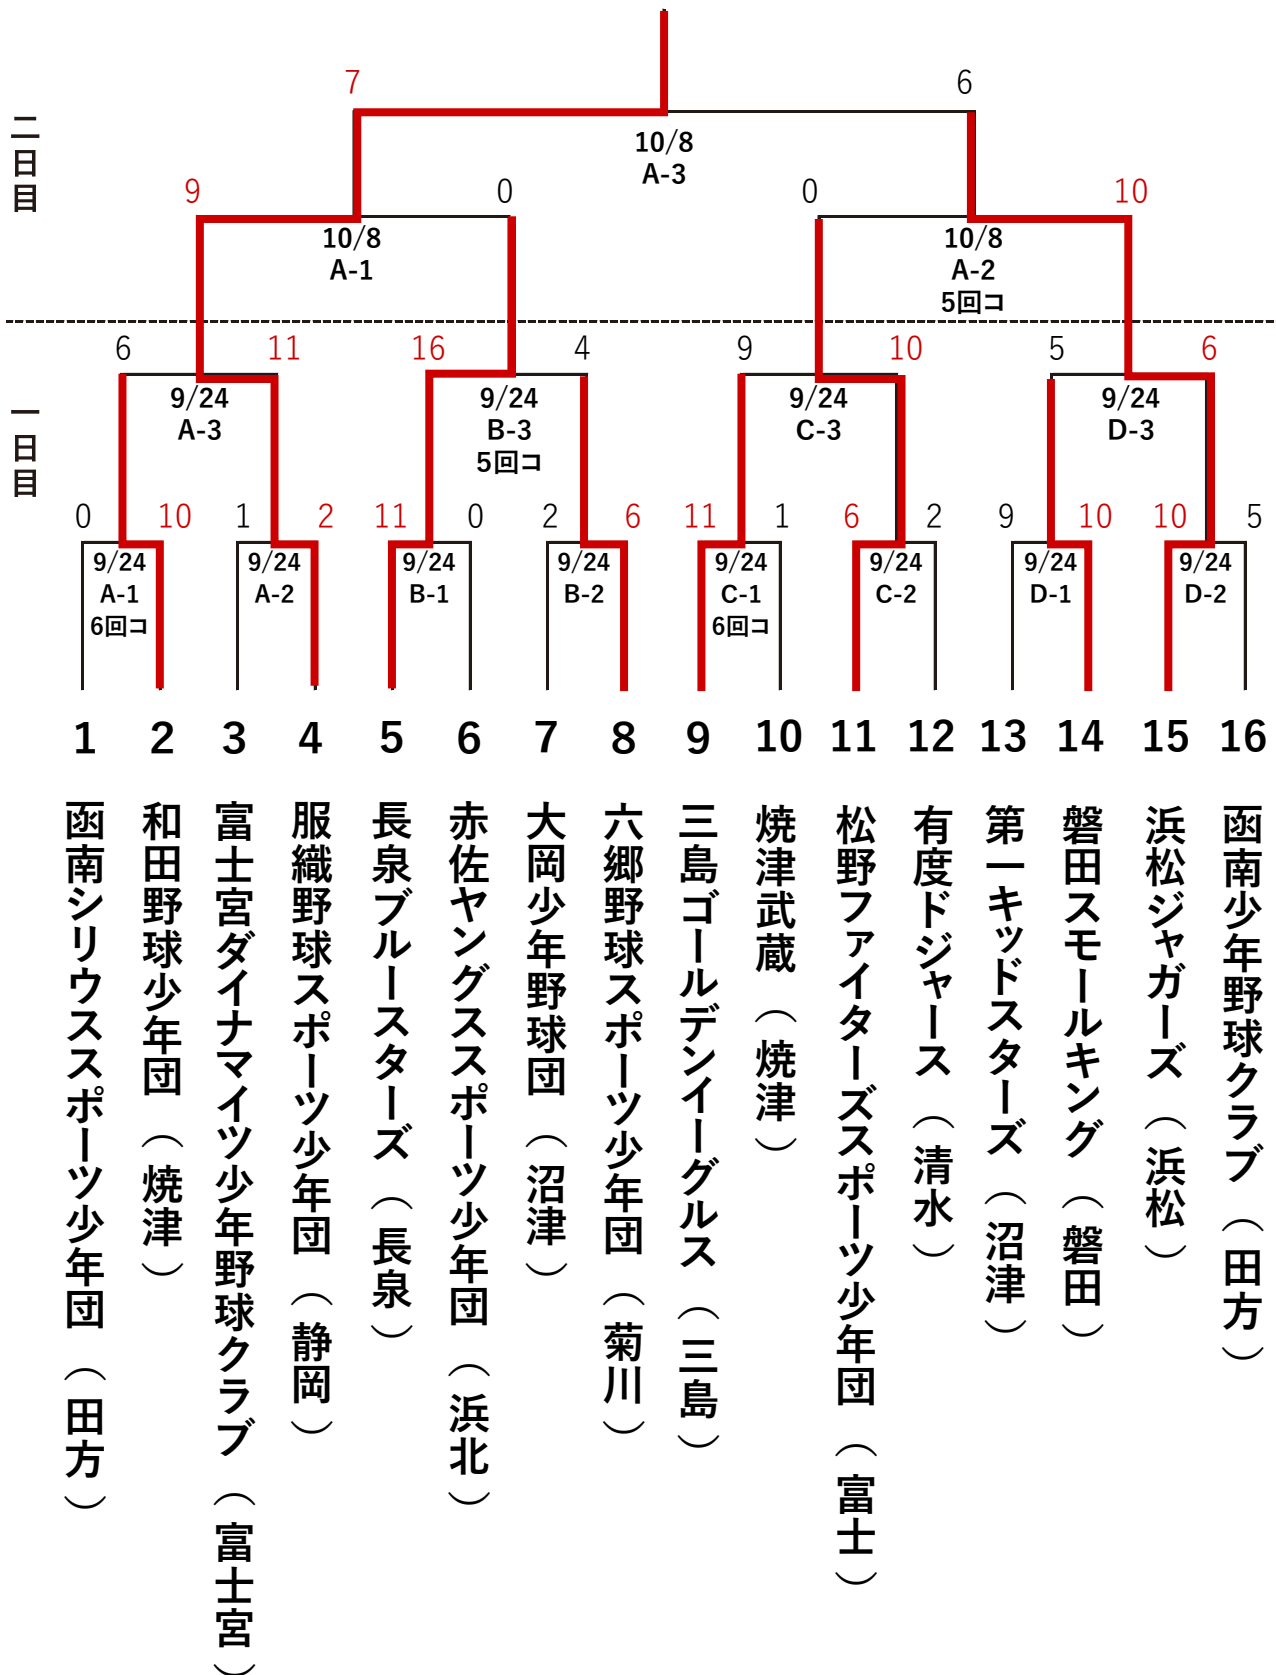 7
6
10/8
A-3
二日目
9
0
0
10
10/8
A-1
10/8
A-2
5回コ
6
11
16
4
9
10
5
6
9/24
A-3
9/24
B-3
5回コ
9/24
C-3
9/24
D-3
一日目
0
10
1
2
11
0
2
6
11
1
6
2
9
10
10
5
9/24
A-1
6回コ
9/24
A-2
9/24
B-1
9/24
B-2
9/24
C-1
6回コ
9/24
C-2
9/24
D-1
9/24
D-2
1
函南シリウススポーツ少年団（田方）
2
和田野球少年団（焼津）
3
富士宮ダイナマイツ少年野球クラブ（富士宮）
4
服織野球スポーツ少年団（静岡）
5
長泉ブルースターズ（長泉）
6
赤佐ヤングススポーツ少年団（浜北）
7
大岡少年野球団（沼津）
8
六郷野球スポーツ少年団（菊川）
9
三島ゴールデンイーグルス（三島）
10
焼津武蔵（焼津）
11
松野ファイターズスポーツ少年団（富士）
12
有度ドジャース（清水）
13
第一キッドスターズ（沼津）
14
磐田スモールキング（磐田）
15
浜松ジャガーズ（浜松）
16
函南少年野球クラブ（田方）